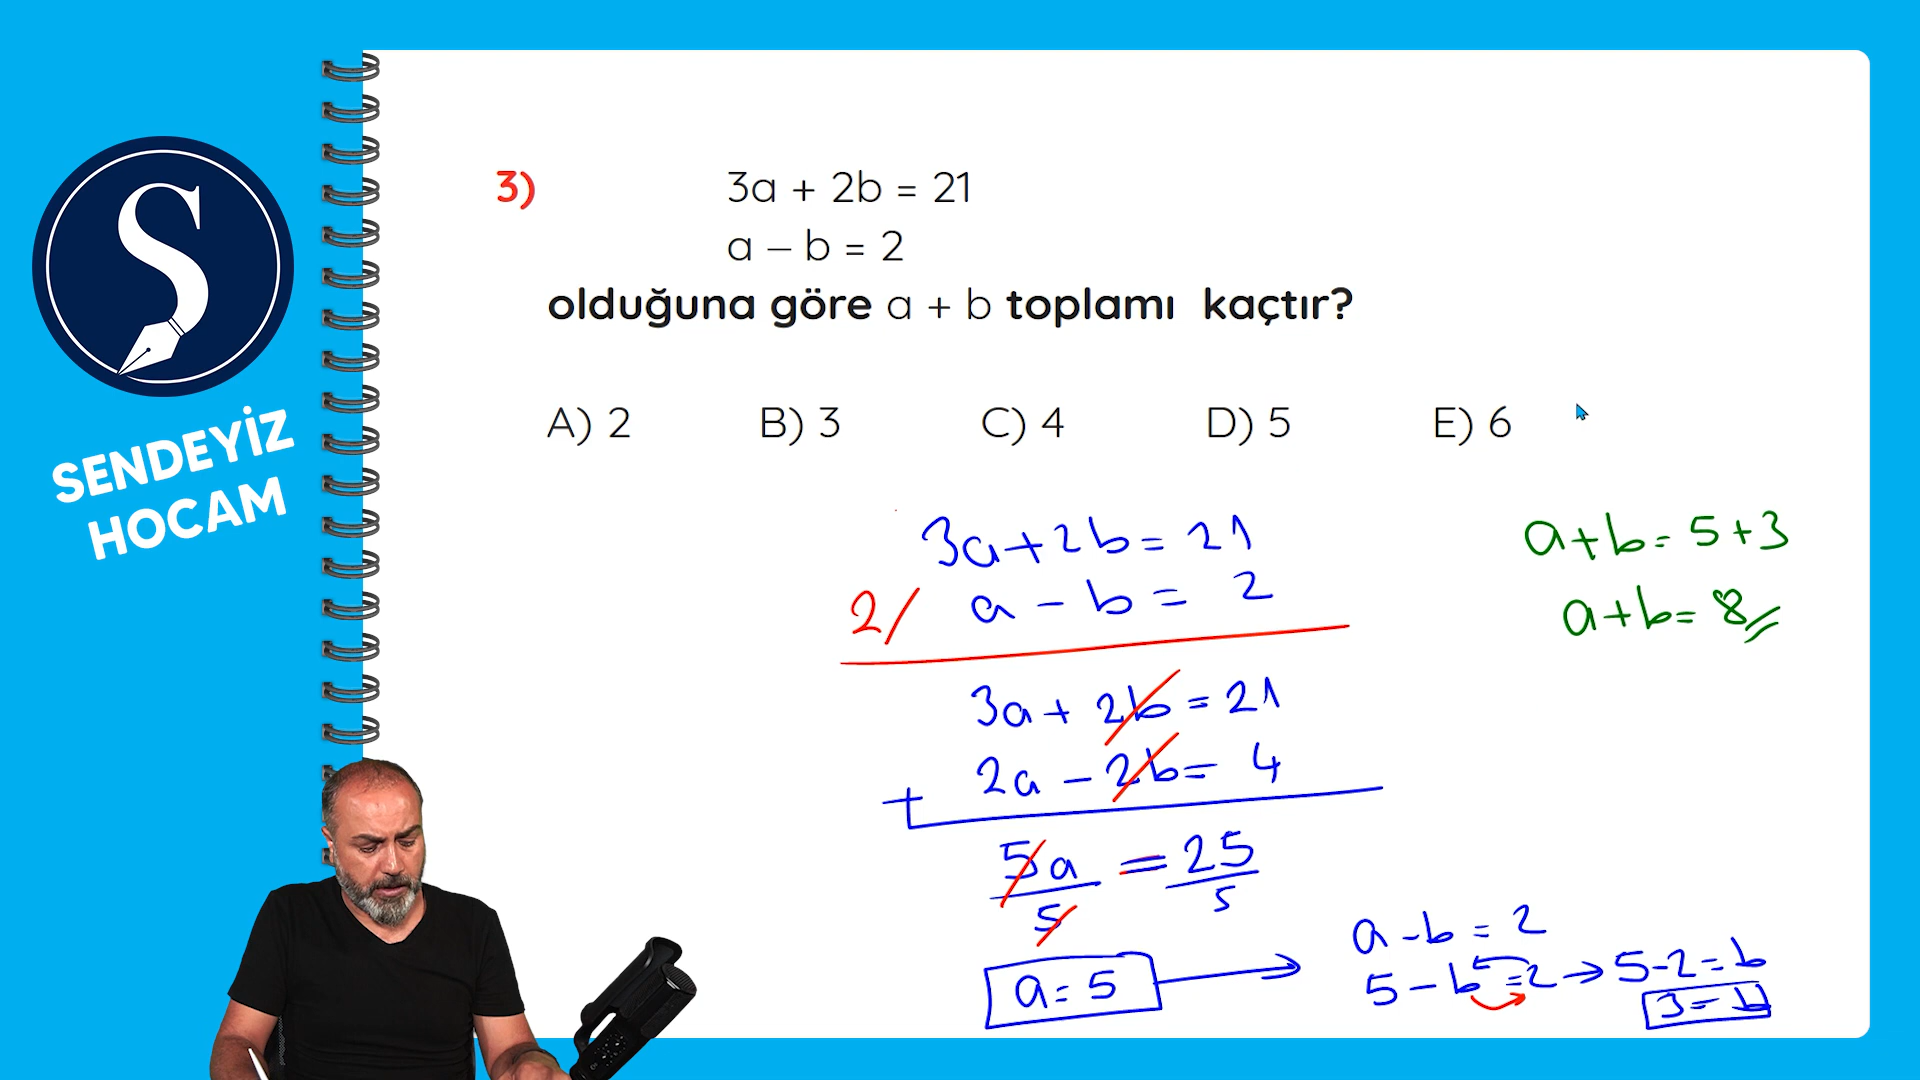 SENDEYİZ
HOCAM
3)
3a + 2b = 21
a – b = 2
olduğuna göre a + b toplamı kaçtır?
A) 2 B) 3 C) 4 D) 5 E) 6
3a+2b=21
2/ a - b = 2
3a + 2b = 21
+ 2a - 2b = 4
5a/5 = 25/5
a = 5
a - b = 2
5 - b = 2 → 5-2=b
3 = b
a+b=5+3
a+b=8